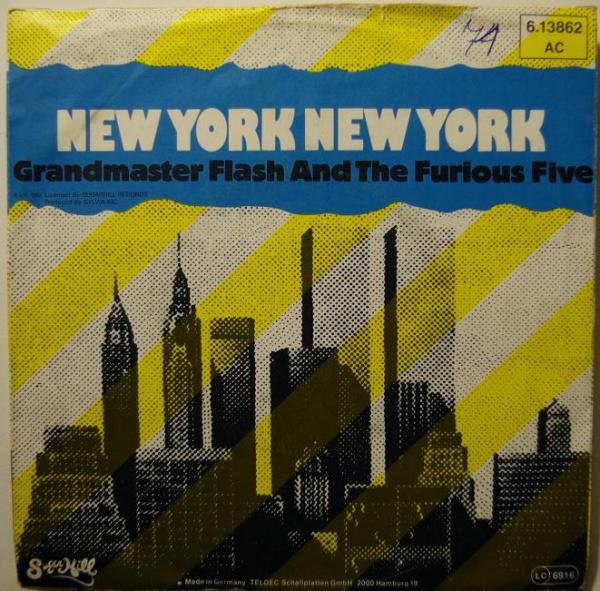 74
6.13862
AC
NEW YORK NEW YORK
Grandmaster Flash And The Furious Five
Licensed By SUGARHILL RECORDS
Produced By SYLVIA INC.
Sugar Hill
Made in Germany TELDEC Schallplatten GmbH 2000 Hamburg 19
LC 6916